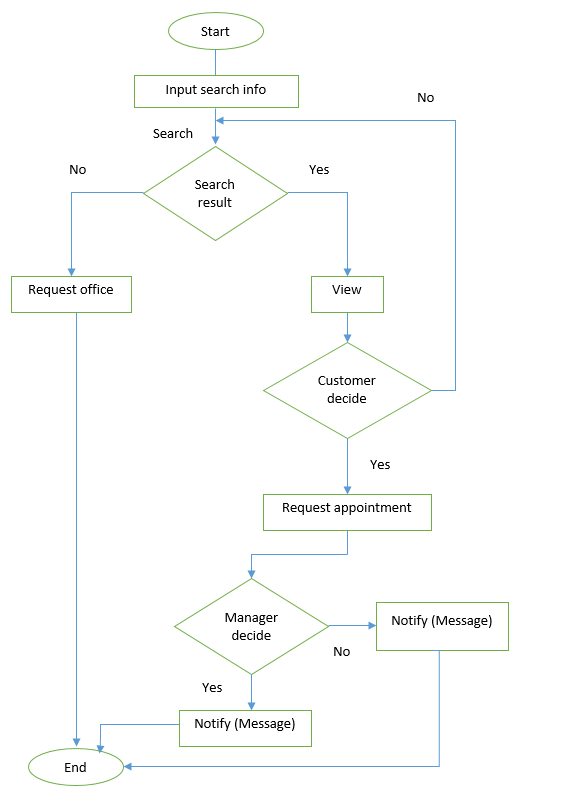 Start
Input search info
No
Search
No
Search
result
Yes
Request office
View
Customer
decide
Yes
Request appointment
Manager
decide
Notify (Message)
No
Yes
Notify (Message)
End